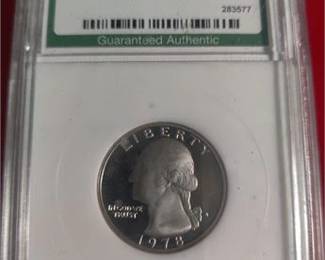 283577
Guaranteed Authentic
LIBERTY
IN GOD WE
TRUST
1978